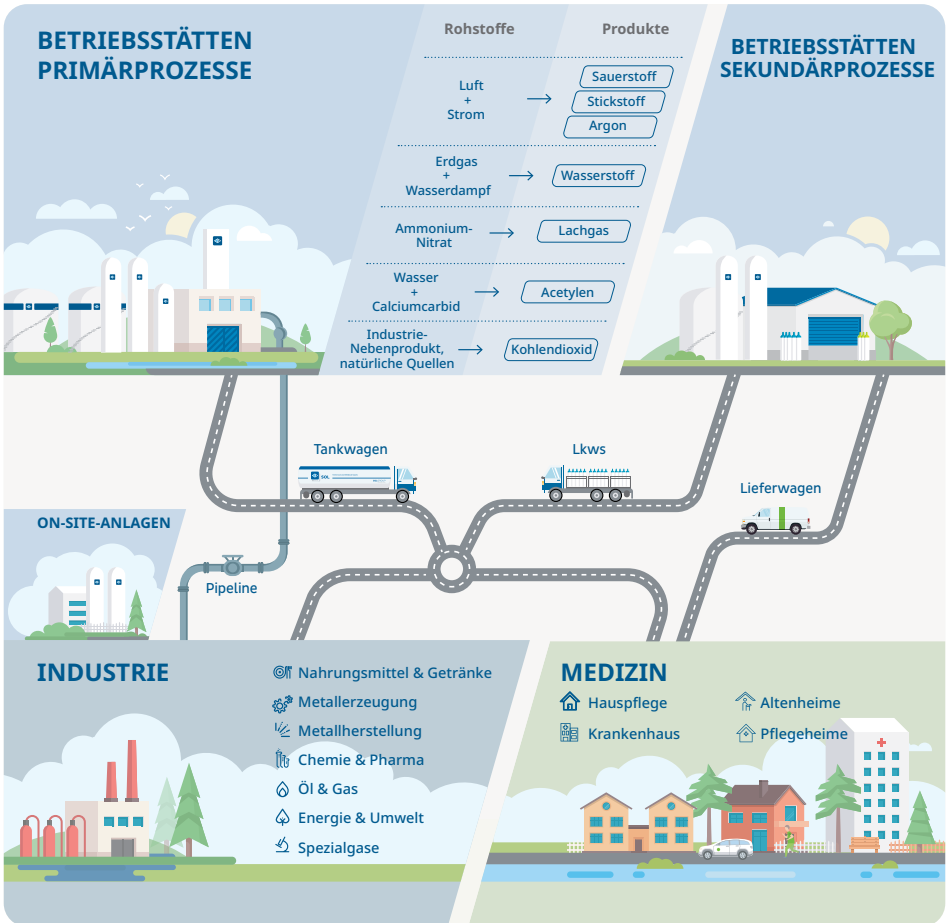 BETRIEBSSTÄTTEN
PRIMÄRPROZESSE
Rohstoffe
Produkte
Luft
+
Strom
Sauerstoff
Stickstoff
Argon
Erdgas
+
Wasserdampf
Wasserstoff
Ammonium-
Nitrat
Lachgas
Wasser
+
Calciumcarbid
Acetylen
Industrie-
Nebenprodukt,
natürliche Quellen
Kohlendioxid
BETRIEBSSTÄTTEN
SEKUNDÄRPROZESSE
Tankwagen
SOL
Lkws
Lieferwagen
ON-SITE-ANLAGEN
Pipeline
INDUSTRIE
Nahrungsmittel & Getränke
Metallerzeugung
Metallherstellung
Chemie & Pharma
Öl & Gas
Energie & Umwelt
Spezialgase
MEDIZIN
Hauspflege
Krankenhaus
Altenheime
Pflegeheime